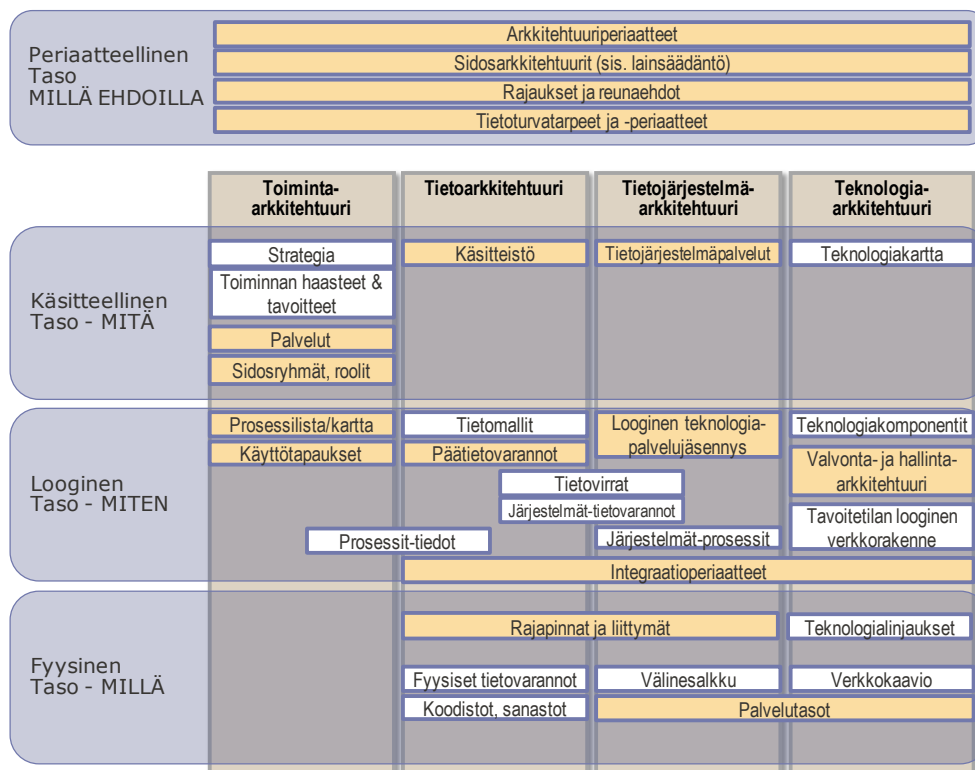 Periaatteellinen
Taso
MILLÄ EHDOILLA
Arkkitehtuuriperiaatteet
Sidosarkkitehtuurit (sis. lainsäädäntö)
Rajaukset ja reunaehdot
Tietoturvatarpeet ja -periaatteet
Toiminta-
arkkitehtuuri
Tietoarkkitehtuuri
Tietojärjestelmä-
arkkitehtuuri
Teknologia-
arkkitehtuuri
Käsitteellinen
Taso - MITÄ
Strategia
Toiminnan haasteet &
tavoitteet
Palvelut
Sidosryhmät, roolit
Käsitteistö
Tietojärjestelmäpalvelut
Teknologiakartta
Looginen
Taso - MITEN
Prosessilista/kartta
Käyttötapaukset
Tietomallit
Päätietovarannot
Looginen teknologia-
palvelujäsennys
Teknologiakomponentit
Valvonta- ja hallinta-
arkkitehtuuri
Tietovirrat
Järjestelmät-tietovarannot
Prosessit-tiedot
Järjestelmät-prosessit
Tavoitetilan looginen
verkkorakenne
Integraatioperiaatteet
Fyysinen
Taso - MILLÄ
Rajapinnat ja liittymät
Teknologialinjaukset
Fyysiset tietovarannot
Välinesalkku
Verkkokaavio
Koodistot, sanastot
Palvelutasot